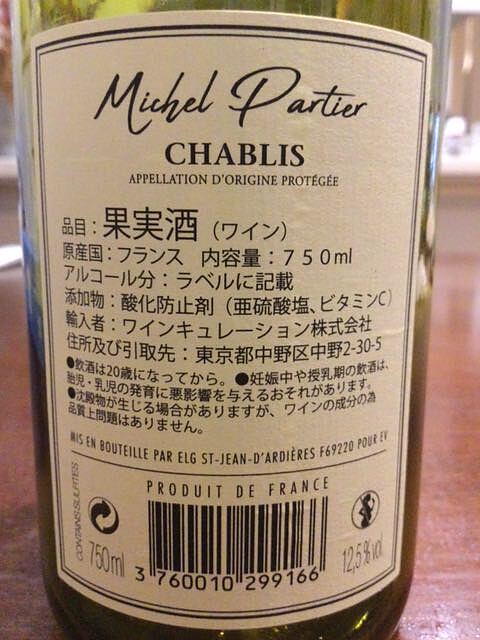 Michel Partier
CHABLIS
APPELLATION D'ORIGINE PROTÉGÉE
品目：果実酒（ワイン）
原産国：フランス　内容量：７５０ml
アルコール分：ラベルに記載
添加物：酸化防止剤（亜硫酸塩、ビタミンC）
輸入者：ワインキュレーション株式会社
住所及び引取先：東京都中野区中野2-30-5
●飲酒は20歳になってから。●妊娠中や授乳期の飲酒は、
胎児・乳児の発育に悪影響を与えるおそれがあります。
●沈殿物が生じる場合がありますが、ワインの成分の為
品質上問題はありません。
MIS EN BOUTEILLE PAR ELG ST-JEAN-D'ARDIÈRES F69220 POUR EV
PRODUIT DE FRANCE
CONTAINS SULFITES
750ml
12,5%vol
3 760010 299166